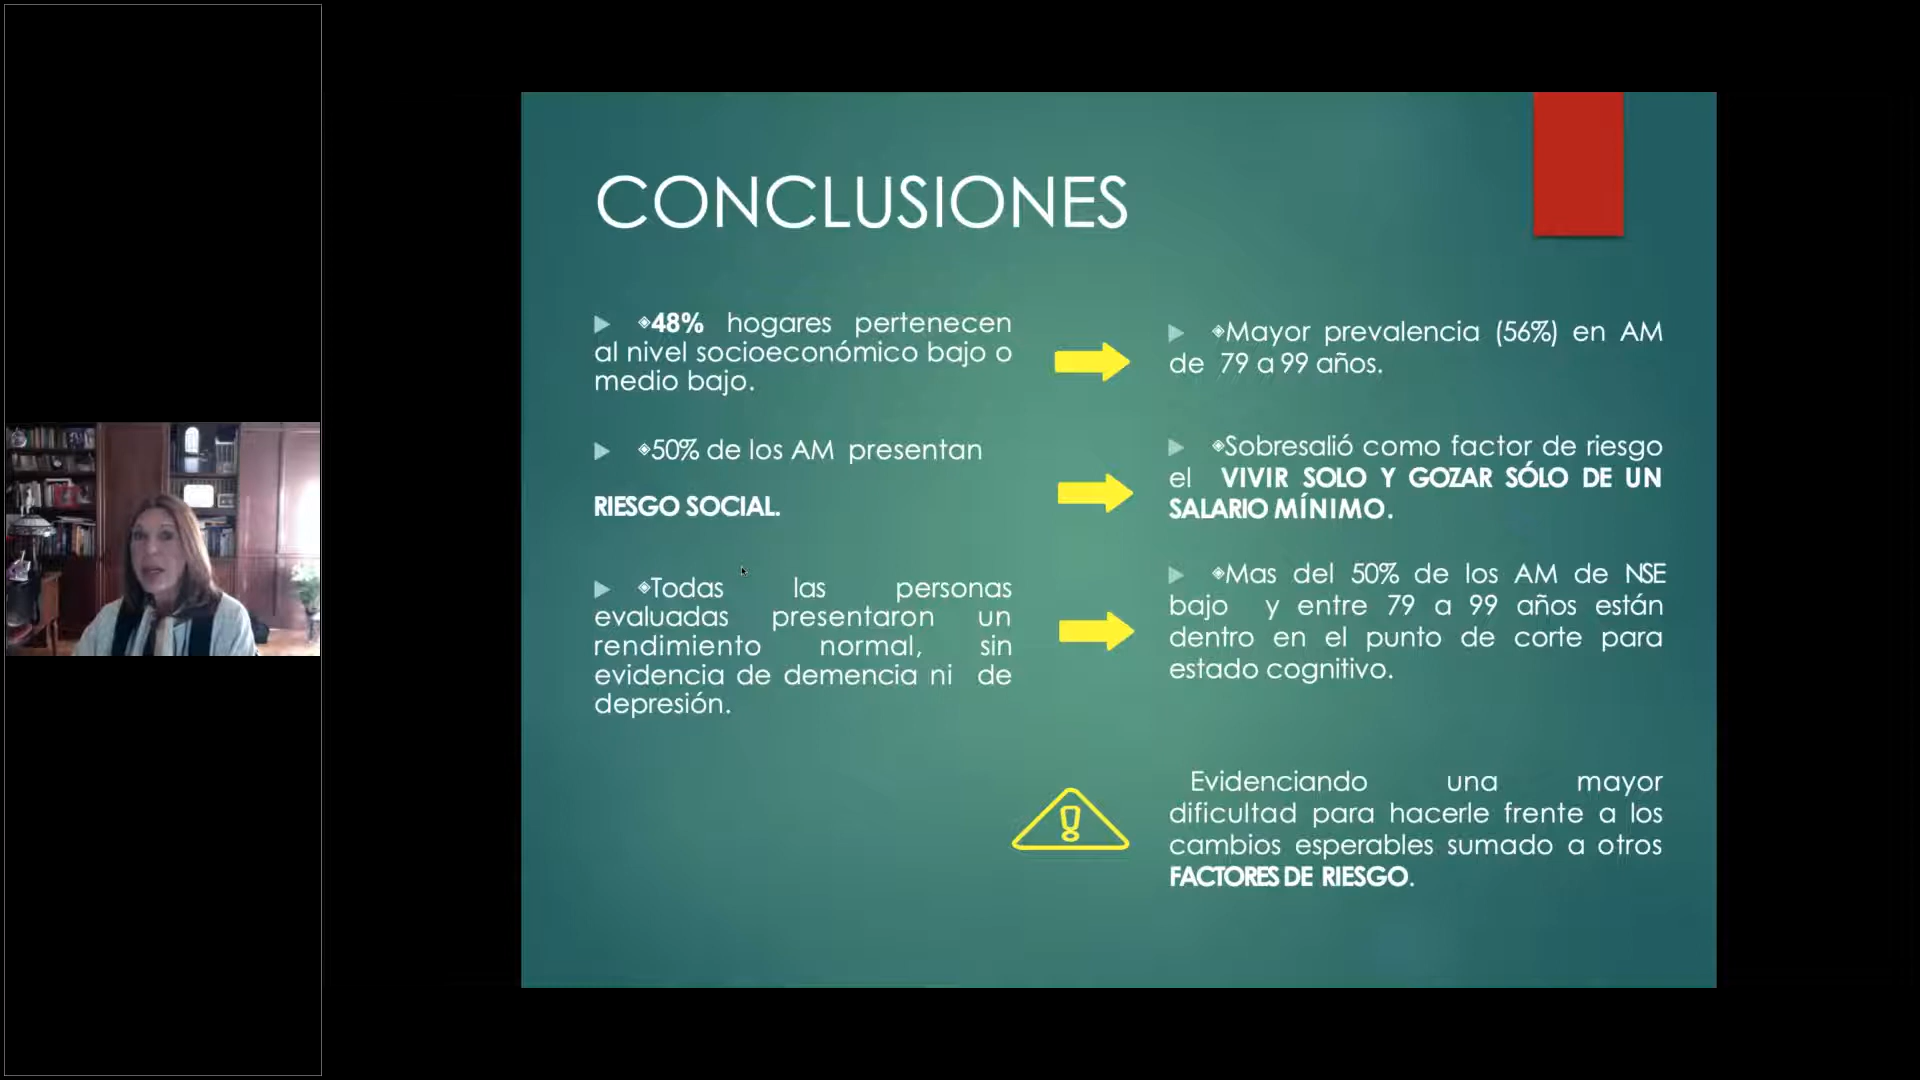 CONCLUSIONES
◈48% hogares pertenecen
al nivel socioeconómico bajo o
medio bajo.
◈50% de los AM presentan
RIESGO SOCIAL.
◈Todas las personas
evaluadas presentaron un
rendimiento normal, sin
evidencia de demencia ni de
depresión.
◈Mayor prevalencia (56%) en AM
de 79 a 99 años.
◈Sobresalió como factor de riesgo
el VIVIR SOLO Y GOZAR SÓLO DE UN
SALARIO MÍNIMO.
◈Mas del 50% de los AM de NSE
bajo y entre 79 a 99 años están
dentro en el punto de corte para
estado cognitivo.
Evidenciando una mayor
dificultad para hacerle frente a los
cambios esperables sumado a otros
FACTORES DE RIESGO.